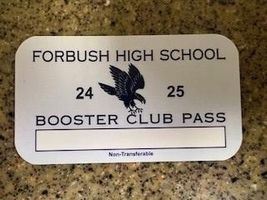 FORBUSH HIGH SCHOOL
24 25
BOOSTER CLUB PASS
Non-Transferable